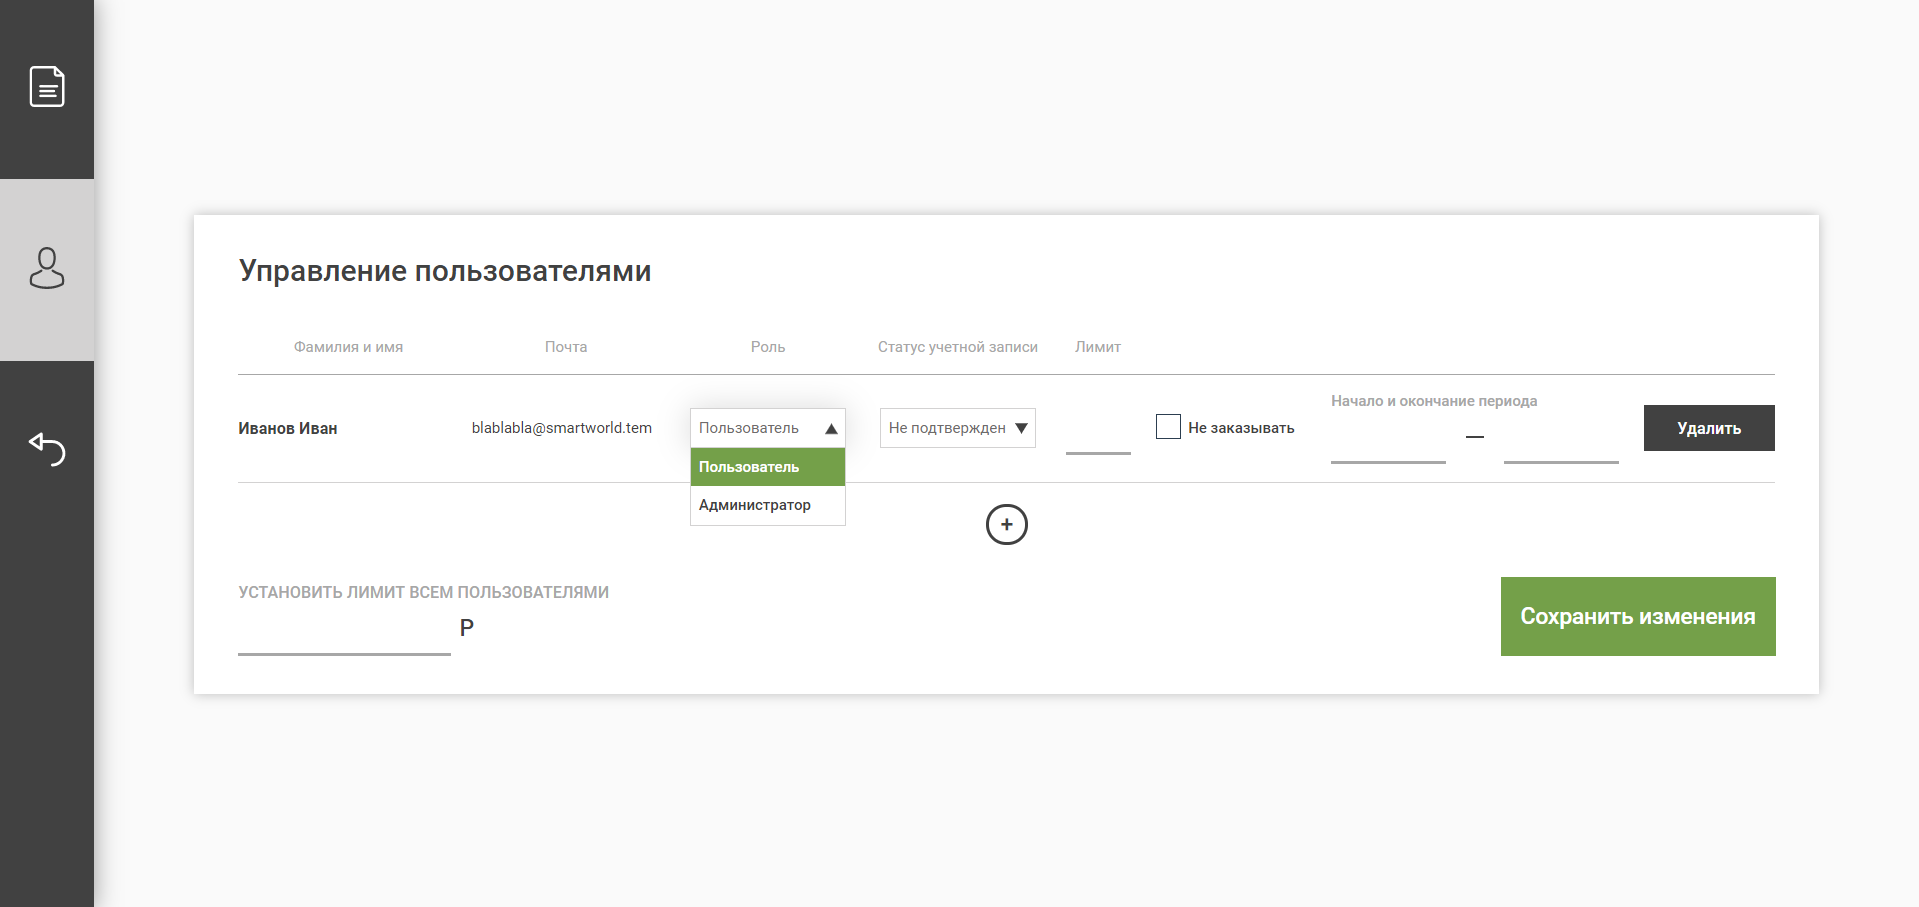 Управление пользователями
Фамилия и имя Почта Роль Статус учетной записи Лимит
Начало и окончание периода
Иванов Иван blablabla@smartworld.tem Пользователь Не подтвержден Не заказывать — Удалить
Пользователь
Администратор
+
УСТАНОВИТЬ ЛИМИТ ВСЕМ ПОЛЬЗОВАТЕЛЯМИ
Р
Сохранить изменения